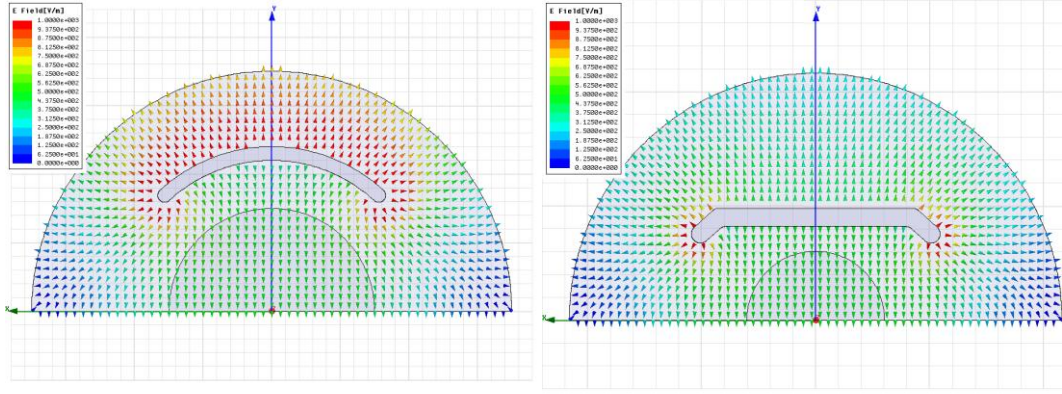 E Field[V/m]
1.0000e+003
9.3750e+002
8.7500e+002
8.1250e+002
7.5000e+002
6.8750e+002
6.2500e+002
5.6250e+002
5.0000e+002
4.3750e+002
3.7500e+002
3.1250e+002
2.5000e+002
1.8750e+002
1.2500e+002
6.2500e+001
0.0000e+000
Y
X
E Field[V/m]
1.0000e+003
9.3750e+002
8.7500e+002
8.1250e+002
7.5000e+002
6.8750e+002
6.2500e+002
5.6250e+002
5.0000e+002
4.3750e+002
3.7500e+002
3.1250e+002
2.5000e+002
1.8750e+002
1.2500e+002
6.2500e+001
0.0000e+000
Y
X